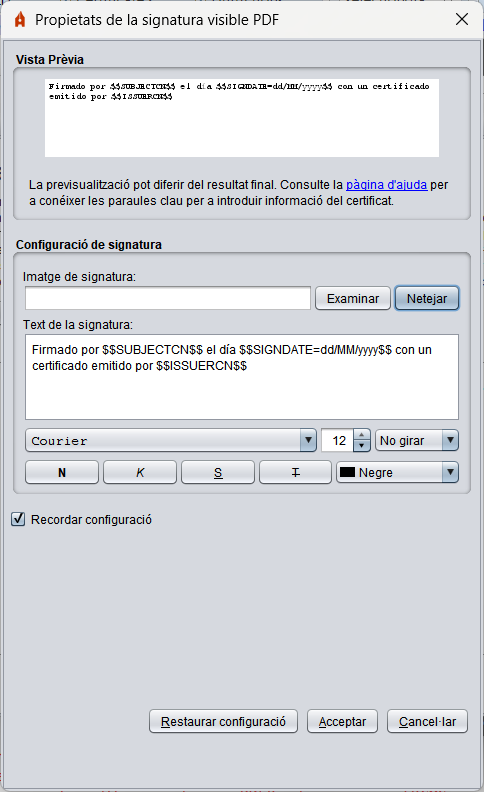 Propietats de la signatura visible PDF
Vista Prèvia
Firmado por $$SUBJECTCN$$ el día $$SIGNDATE=dd/MM/yyyy$$ con un certificado
emitido por $$ISSUERCN$$
La previsualització pot diferir del resultat final. Consulte la pàgina d'ajuda per
a conéixer les paraules clau per a introduir informació del certificat.
Configuració de signatura
Imatge de signatura:
Examinar
Netejar
Text de la signatura:
Firmado por $$SUBJECTCN$$ el día $$SIGNDATE=dd/MM/yyyy$$ con un
certificado emitido por $$ISSUERCN$$
Courier
12
No girar
N
K
S
T
Negre
Recordar configuració
Restaurar configuració
Acceptar
Cancel·lar